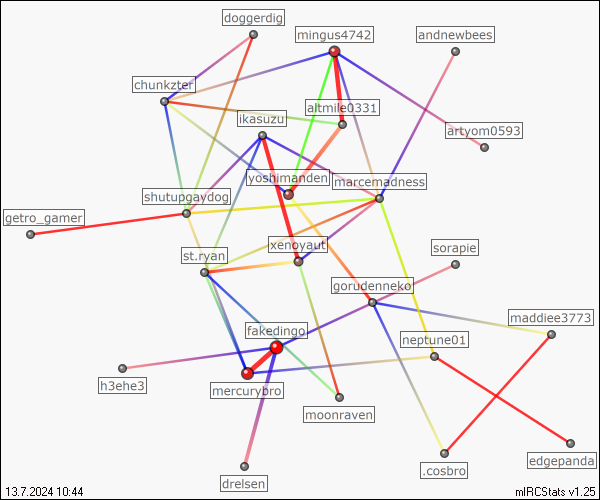 doggerdig
mingus4742
andnewbees
chunkzter
altmile0331
ikasuzu
artyom0593
yoshimanden
marcemadness
shutupgaydog
getro_gamer
xenoyaut
sorapie
st.ryan
gorudenneko
maddiee3773
fakedingo
neptune01
h3ehe3
mercurybro
moonraven
edgepanda
.cosbro
drelsen
13.7.2024 10:44
mIRCStats v1.25